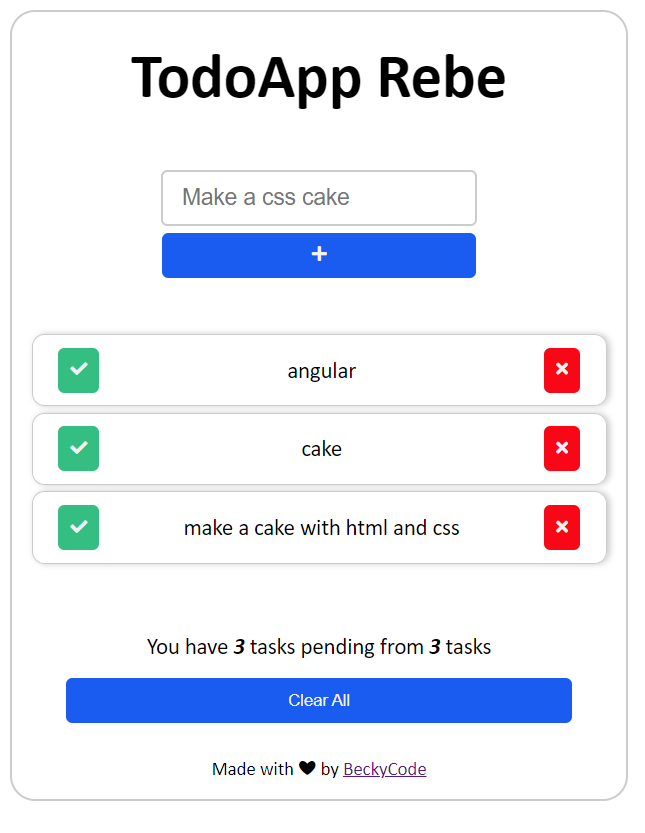 TodoApp Rebe
Make a css cake
+
angular
cake
make a cake with html and css
You have 3 tasks pending from 3 tasks
Clear All
Made with ♥ by BeckyCode